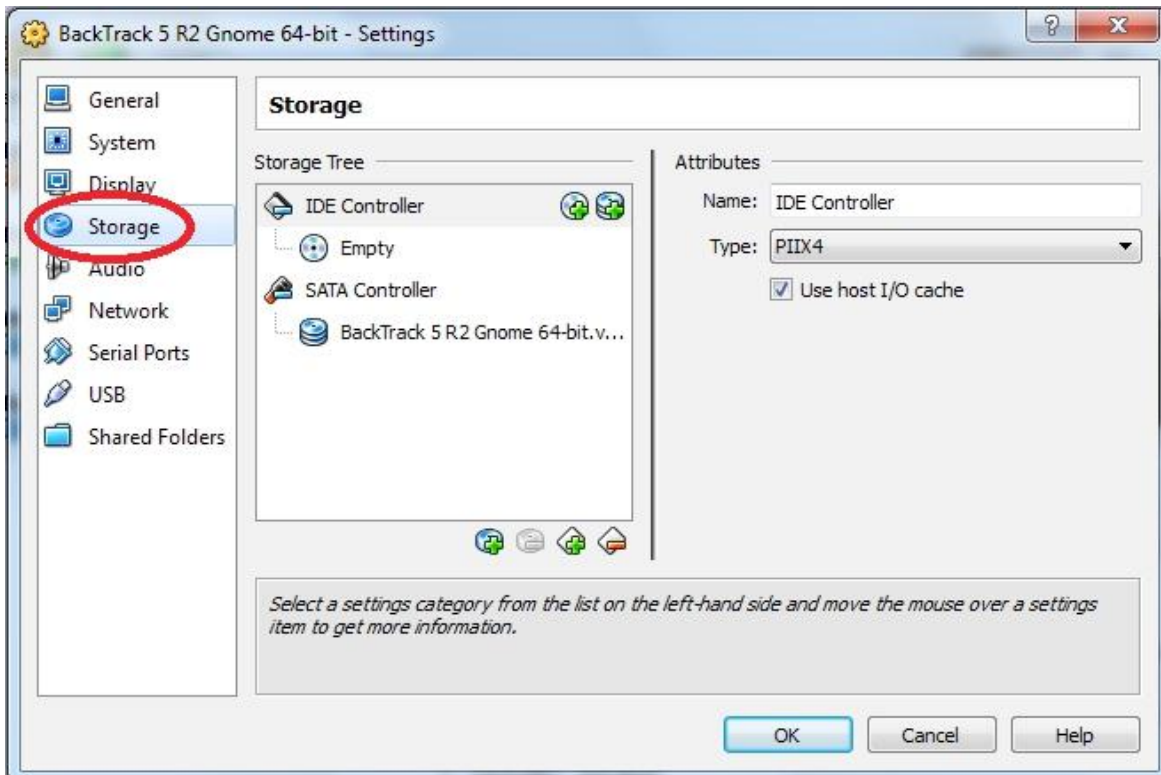 BackTrack 5 R2 Gnome 64-bit - Settings
General
System
Display
Storage
Audio
Network
Serial Ports
USB
Shared Folders
Storage
Storage Tree
IDE Controller
Empty
SATA Controller
BackTrack 5 R2 Gnome 64-bit.v...
Attributes
Name: IDE Controller
Type: PIIX4
Use host I/O cache
Select a settings category from the list on the left-hand side and move the mouse over a settings
item to get more information.
OK Cancel Help